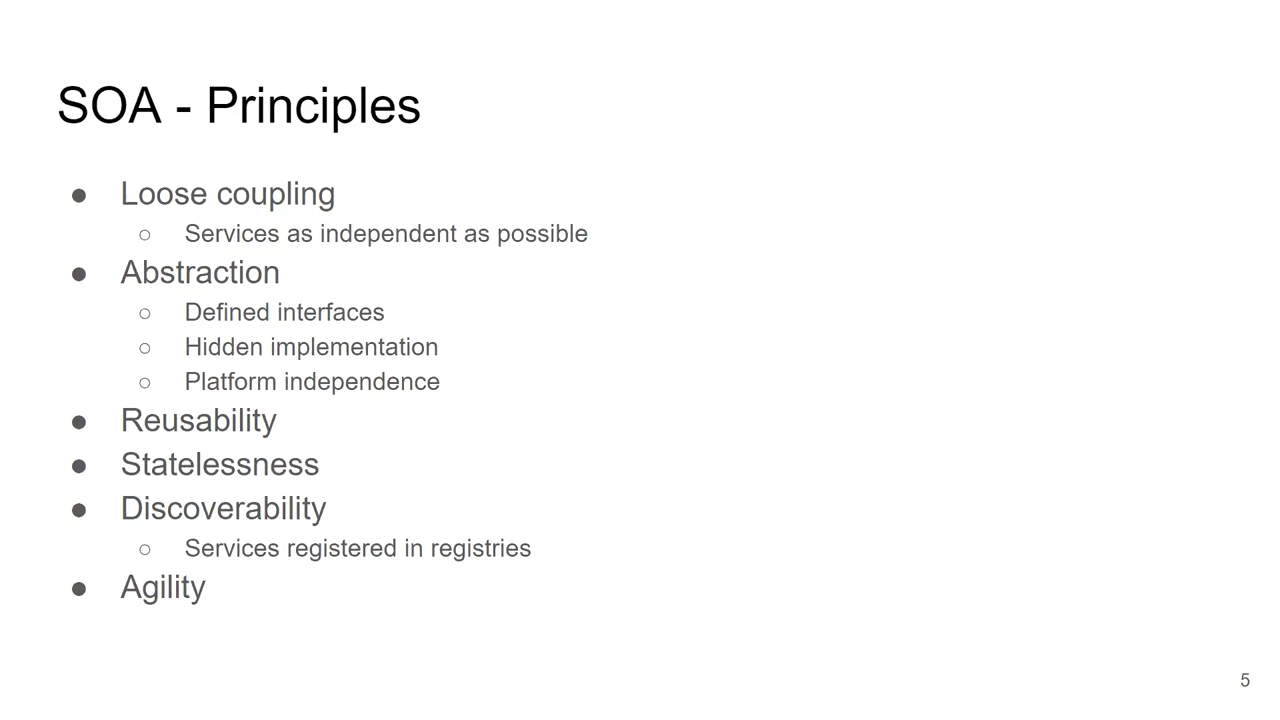 SOA - Principles
● Loose coupling
○ Services as independent as possible
● Abstraction
○ Defined interfaces
○ Hidden implementation
○ Platform independence
● Reusability
● Statelessness
● Discoverability
○ Services registered in registries
● Agility
5